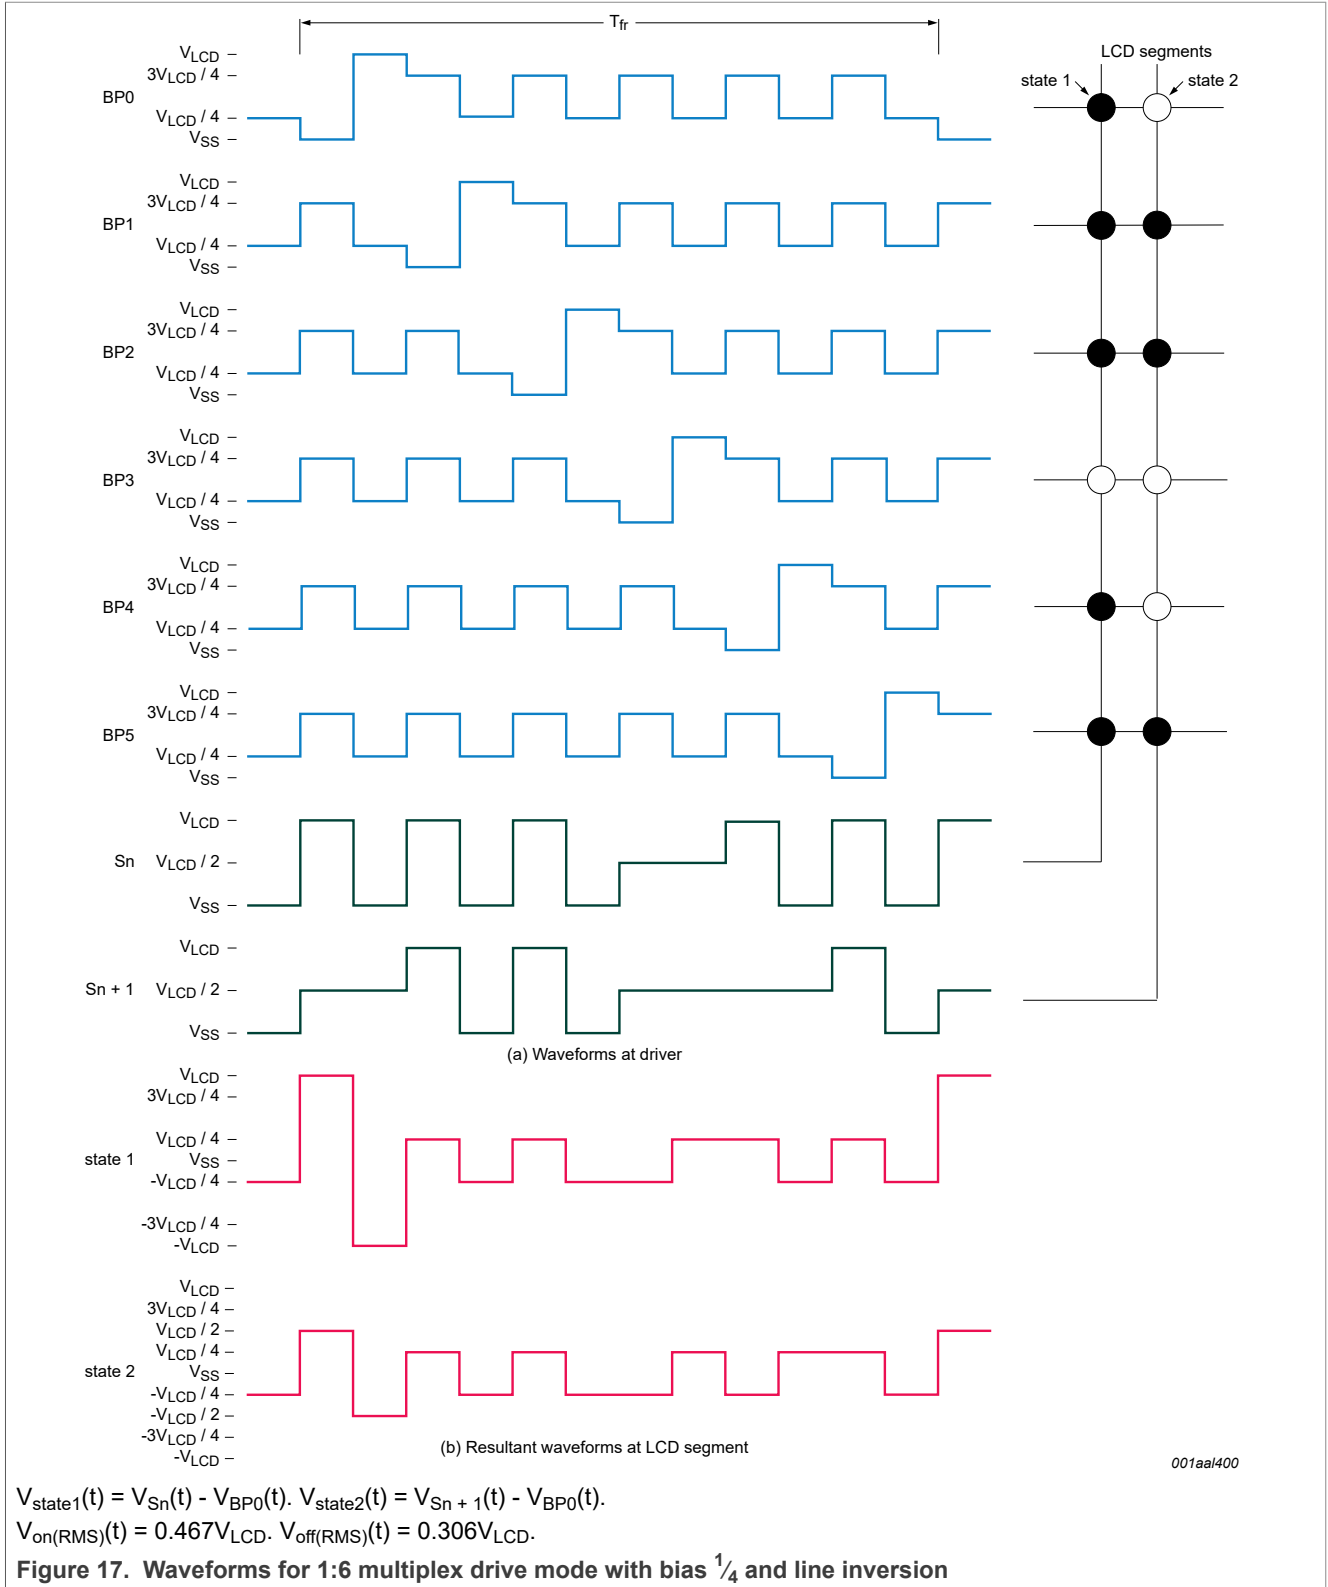 Tfr
VLCD
3VLCD / 4
BP0
VLCD / 4
VSS
LCD segments
state 1
state 2
VLCD
3VLCD / 4
BP1
VLCD / 4
VSS
VLCD
3VLCD / 4
BP2
VLCD / 4
VSS
VLCD
3VLCD / 4
BP3
VLCD / 4
VSS
VLCD
3VLCD / 4
BP4
VLCD / 4
VSS
VLCD
3VLCD / 4
BP5
VLCD / 4
VSS
VLCD
Sn VLCD / 2
VSS
VLCD
Sn + 1 VLCD / 2
VSS
(a) Waveforms at driver
VLCD
3VLCD / 4
VLCD / 4
state 1 VSS
-VLCD / 4
-3VLCD / 4
-VLCD
VLCD
3VLCD / 4
VLCD / 2
VLCD / 4
state 2 VSS
-VLCD / 4
-VLCD / 2
-3VLCD / 4
-VLCD
(b) Resultant waveforms at LCD segment
001aal400
Vstate1(t) = VSn(t) - VBP0(t). Vstate2(t) = VSn + 1(t) - VBP0(t).
Von(RMS)(t) = 0.467VLCD. Voff(RMS)(t) = 0.306VLCD.
Figure 17. Waveforms for 1:6 multiplex drive mode with bias 1⁄4 and line inversion